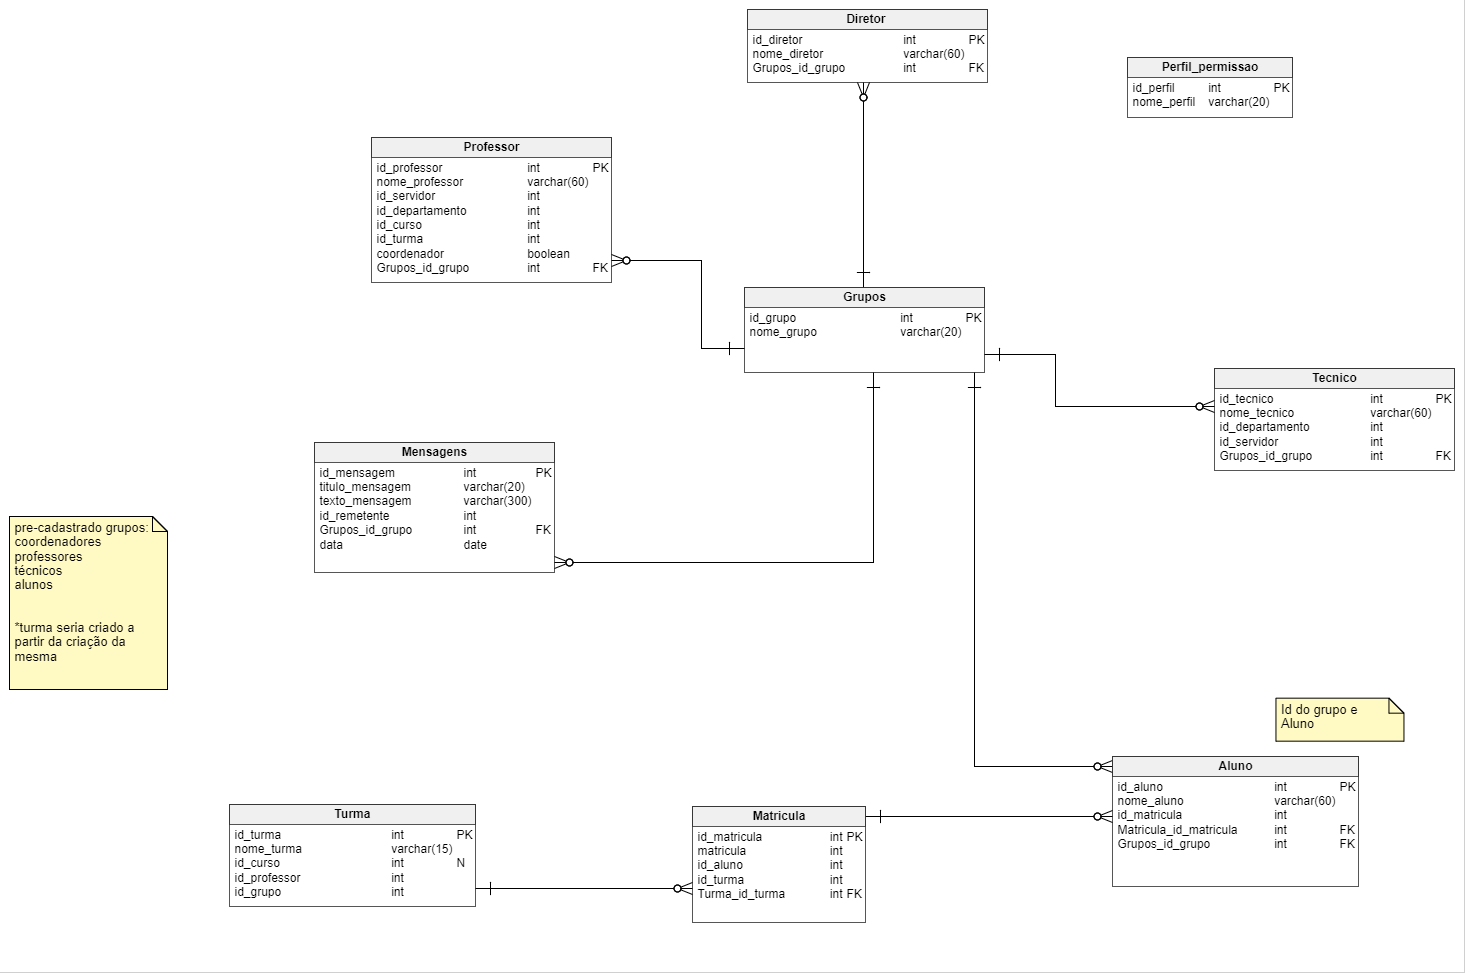 Diretor
id_diretor int PK
nome_diretor varchar(60)
Grupos_id_grupo int FK
Perfil_permissao
id_perfil int PK
nome_perfil varchar(20)
Professor
id_professor int PK
nome_professor varchar(60)
id_servidor int
id_departamento int
id_curso int
id_turma int
coordenador boolean
Grupos_id_grupo int FK
Grupos
id_grupo int PK
nome_grupo varchar(20)
Tecnico
id_tecnico int PK
nome_tecnico varchar(60)
id_departamento int
id_servidor int
Grupos_id_grupo int FK
Mensagens
id_mensagem int PK
titulo_mensagem varchar(20)
texto_mensagem varchar(300)
id_remetente int
Grupos_id_grupo int FK
data date
pre-cadastrado grupos:
coordenadores
professores
técnicos
alunos
*turma seria criado a
partir da criação da
mesma
Id do grupo e
Aluno
Aluno
id_aluno int PK
nome_aluno varchar(60)
id_matricula int
Matricula_id_matricula int FK
Grupos_id_grupo int FK
Turma
id_turma int PK
nome_turma varchar(15)
id_curso int N
id_professor int
id_grupo int
Matricula
id_matricula int PK
matricula int
id_aluno int
id_turma int
Turma_id_turma int FK